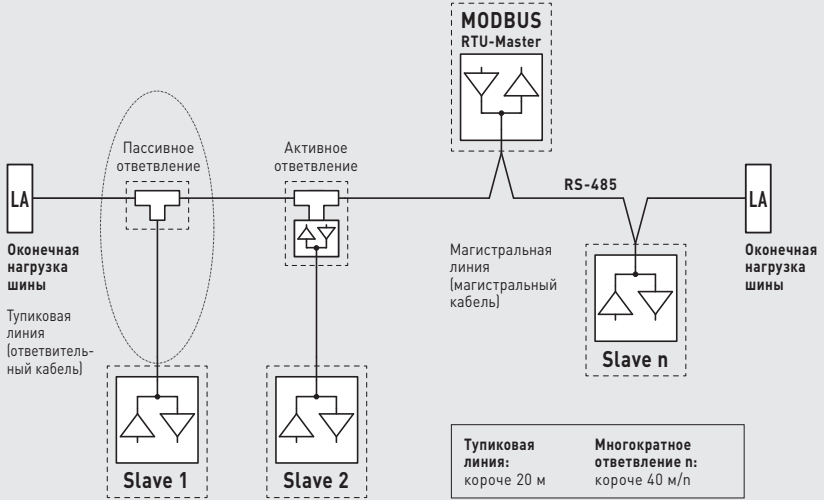 MODBUS
RTU-Master
Пассивное
ответвление
Активное
ответвление
RS-485
LA
LA
Оконечная
нагрузка
шины
Магистральная
линия
(магистральный
кабель)
Оконечная
нагрузка
шины
Тупиковая
линия
(ответвитель-
ный кабель)
Slave n
Slave 1
Slave 2
Тупиковая
линия:
короче 20 м
Многократное
ответвление n:
короче 40 м/n